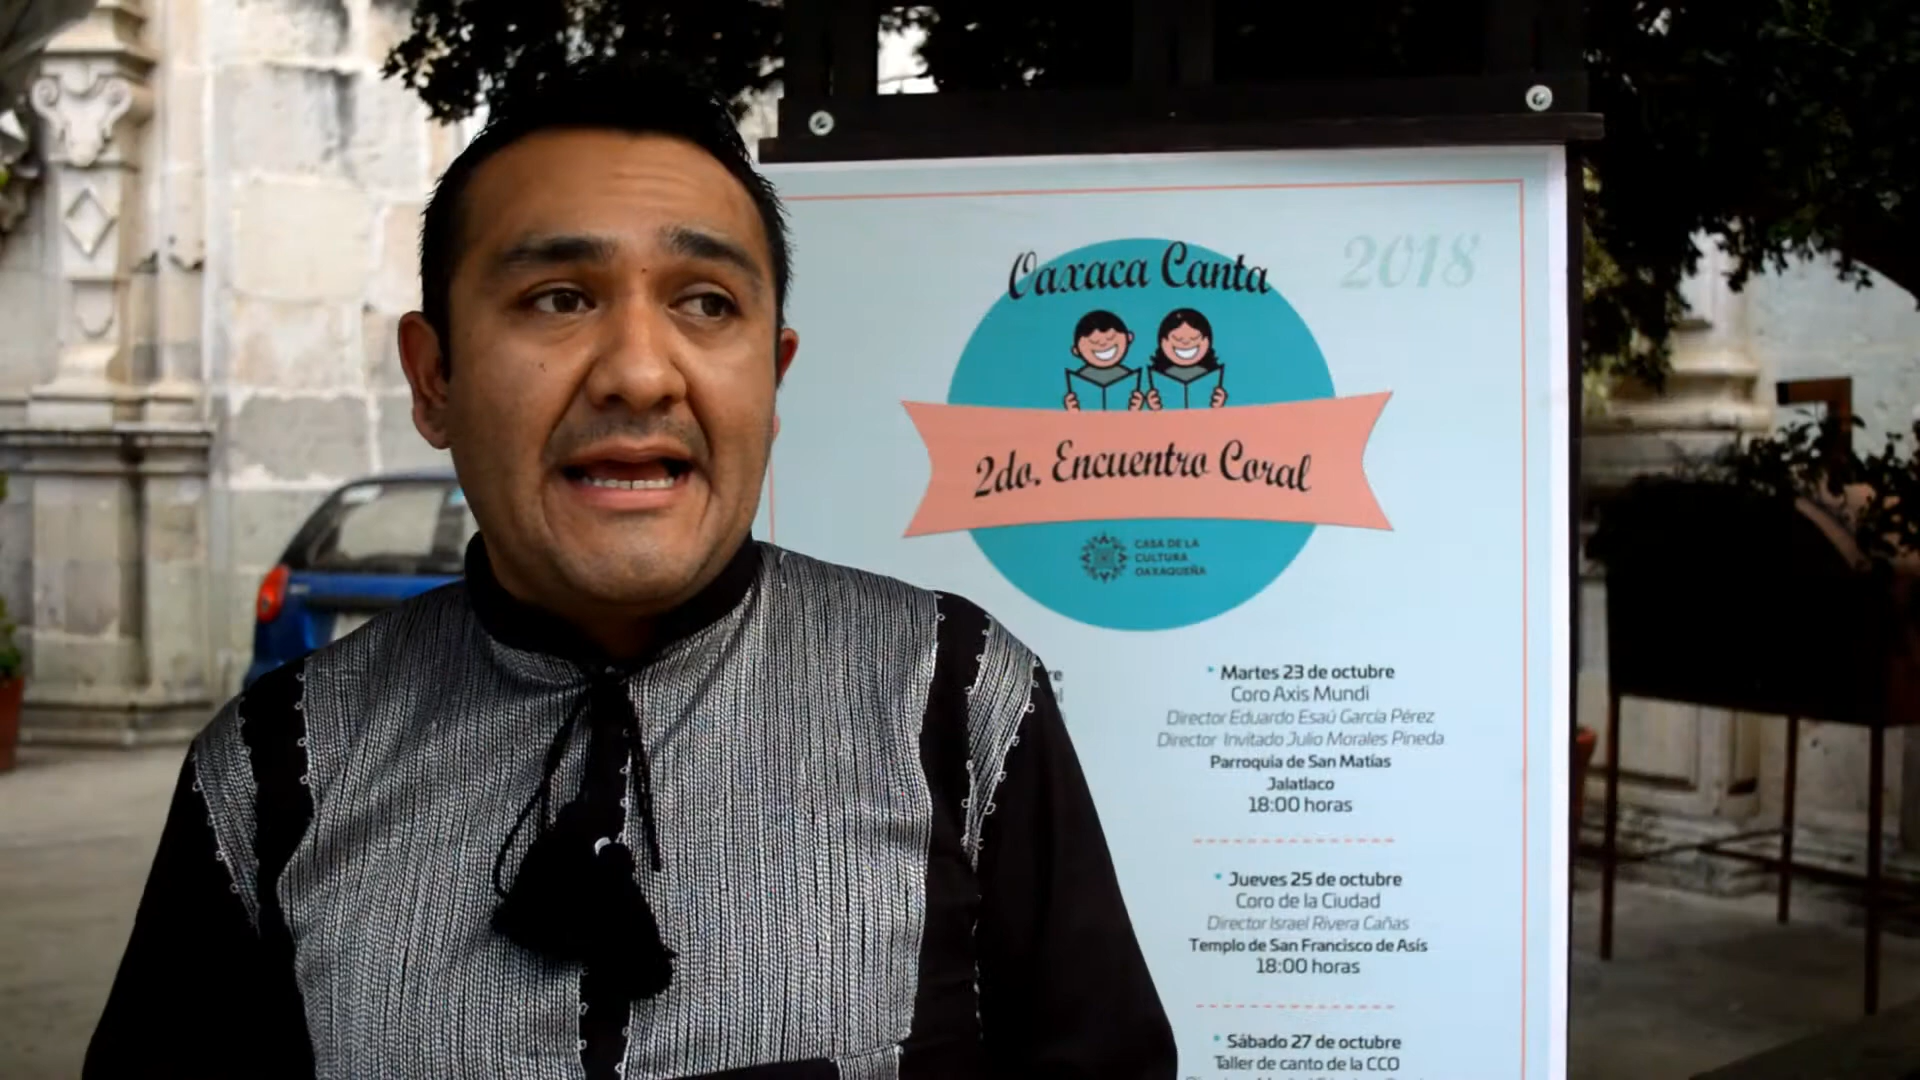 2018
Oaxaca Canta
2do. Encuentro Coral
CASA DE LA
CULTURA
OAXAQUEÑA
* Martes 23 de octubre
Coro Axis Mundi
Director Eduardo Esaú García Pérez
Director Invitado Julio Morales Pineda
Parroquia de San Matías
Jalatlaco
18:00 horas
* Jueves 25 de octubre
Coro de la Ciudad
Director Israel Rivera Cañas
Templo de San Francisco de Asís
18:00 horas
* Sábado 27 de octubre
Taller de canto de la CCO